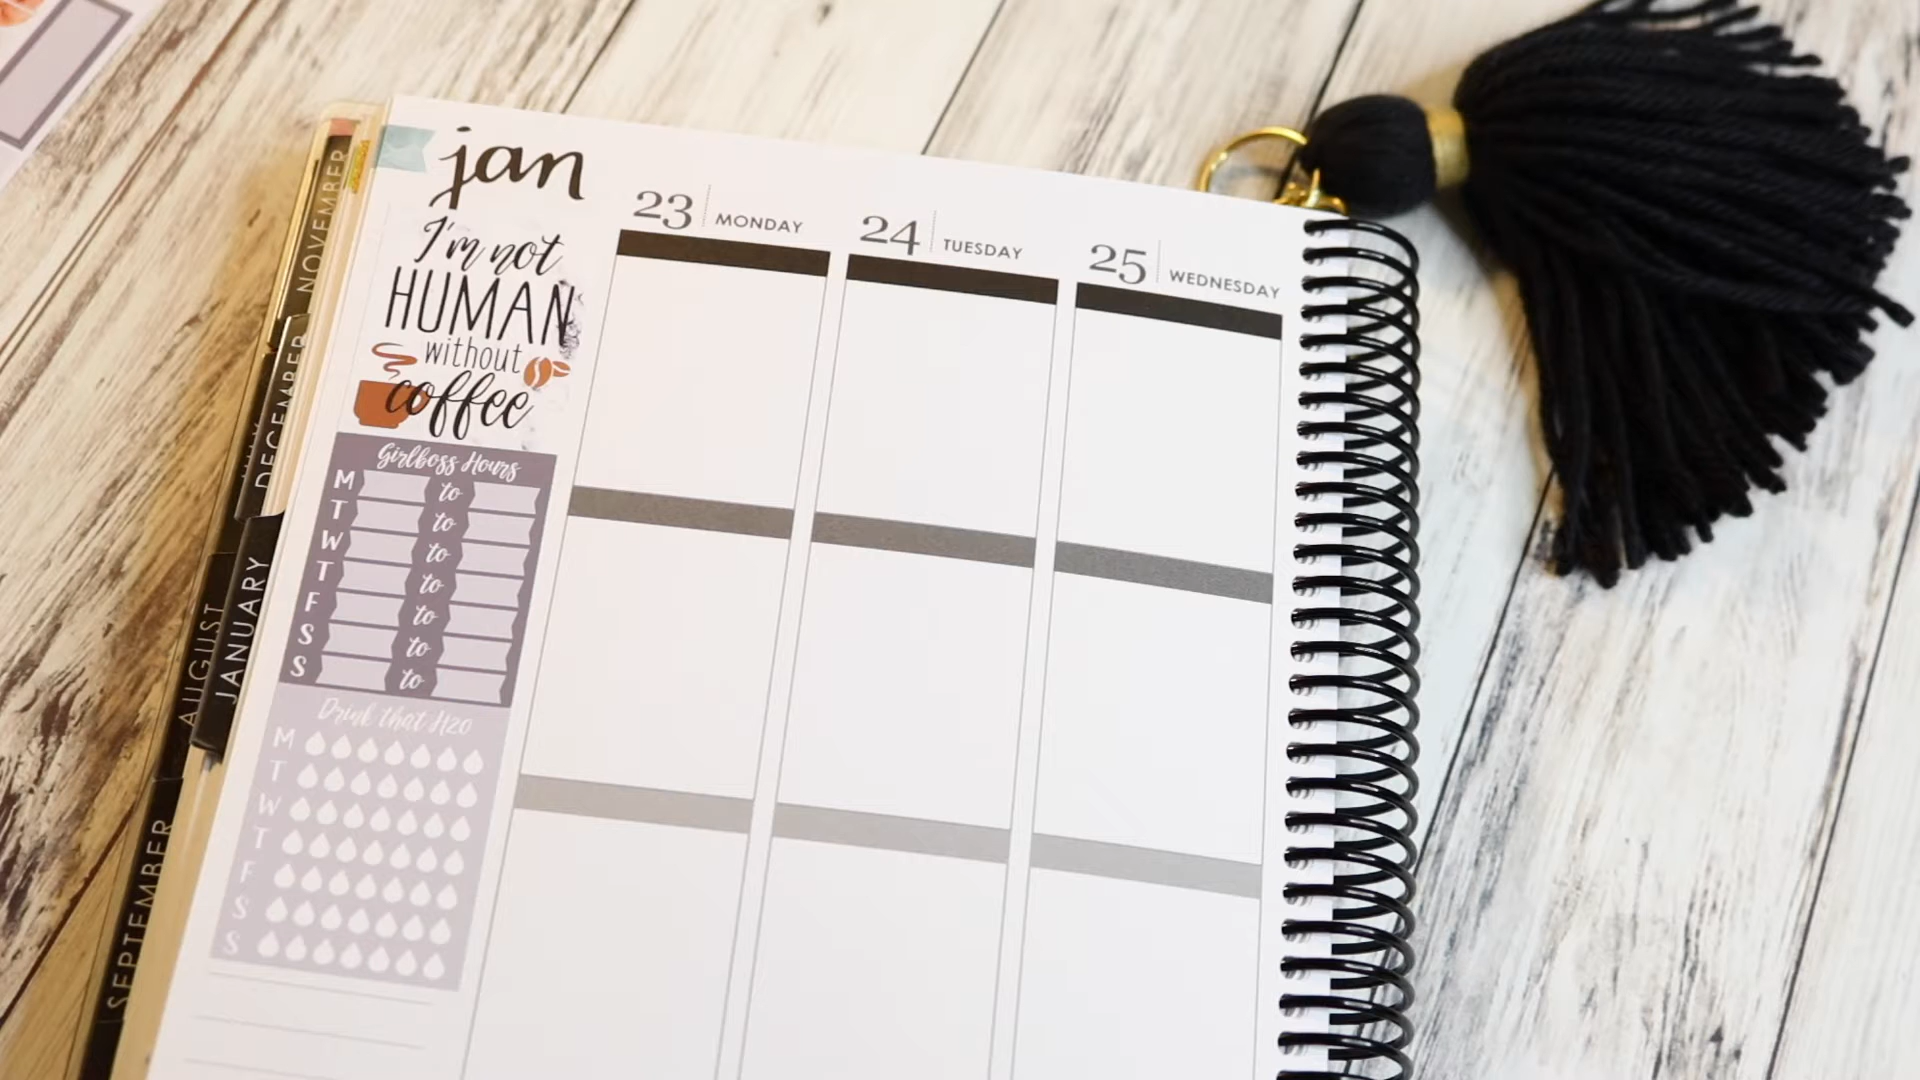 jan
I'm not
HUMAN
without
coffee
23 MONDAY
24 TUESDAY
25 WEDNESDAY
Girlboss Hours
M to
T to
W to
T to
F to
S to
S to
Drink that H2O
M
T
W
T
F
S
S
NOVEMBER
DECEMBER
JANUARY
AUGUST
SEPTEMBER